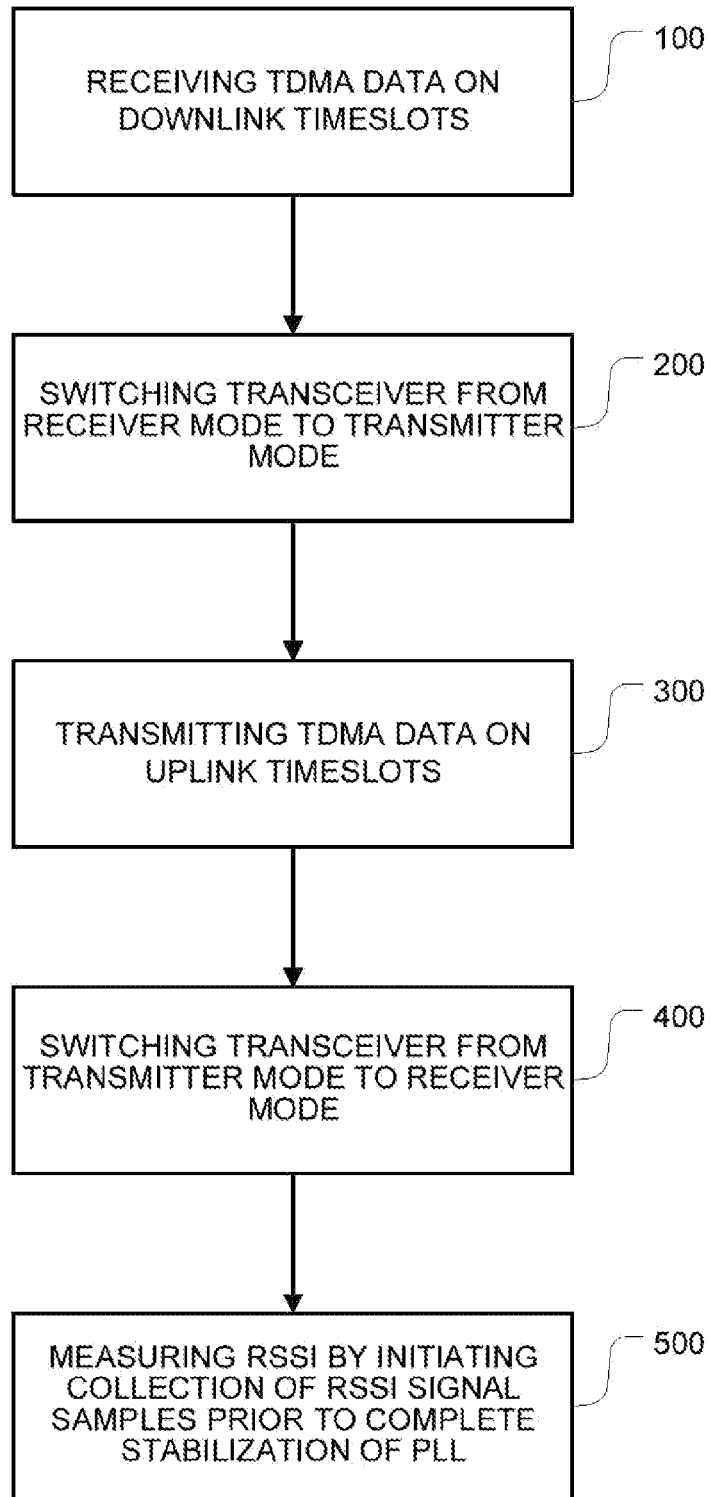 RECEIVING TDMA DATA ON
DOWNLINK TIMESLOTS
100
SWITCHING TRANSCEIVER FROM
RECEIVER MODE TO TRANSMITTER
MODE
200
TRANSMITTING TDMA DATA ON
UPLINK TIMESLOTS
300
SWITCHING TRANSCEIVER FROM
TRANSMITTER MODE TO RECEIVER
MODE
400
MEASURING RSSI BY INITIATING
COLLECTION OF RSSI SIGNAL
SAMPLES PRIOR TO COMPLETE
STABILIZATION OF PLL
500